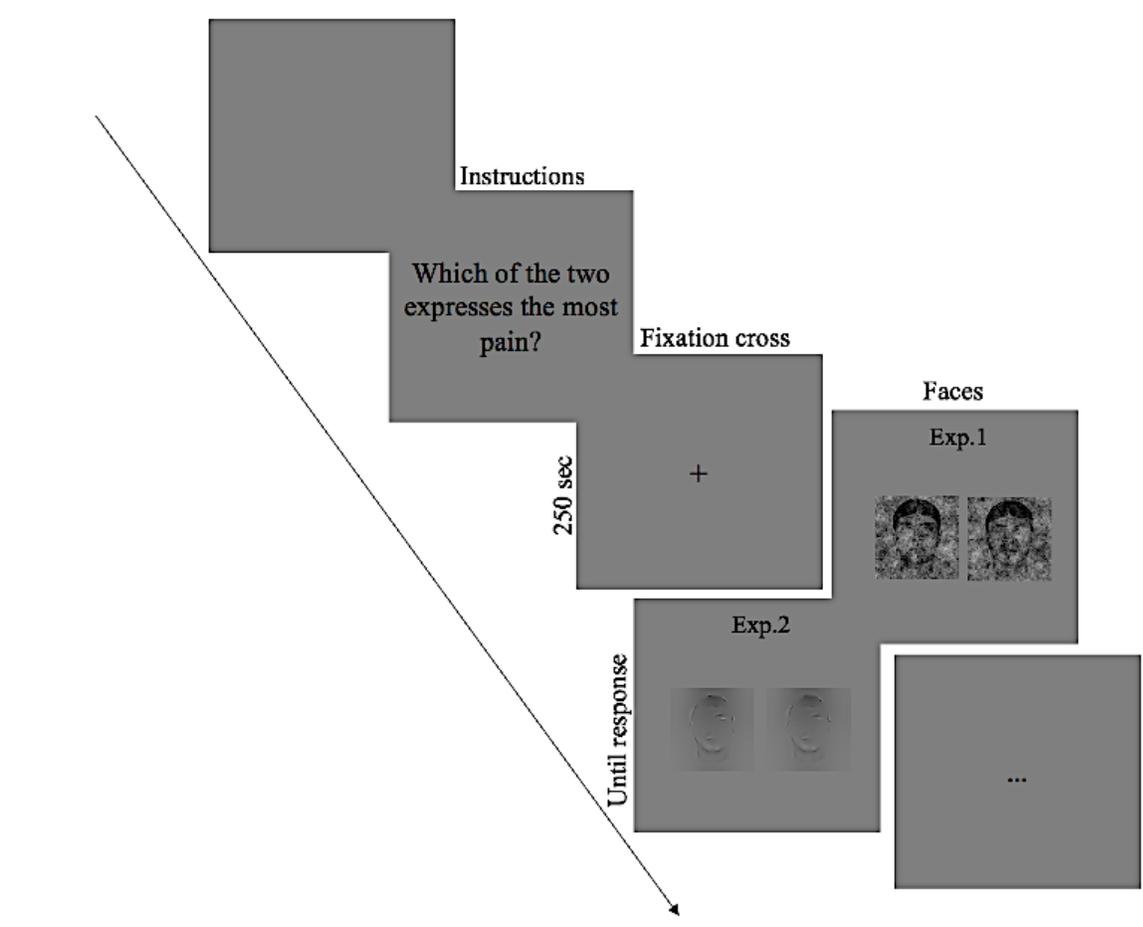 Instructions
Which of the two
expresses the most
pain?
Fixation cross
+
250 sec
Faces
Exp.1
Exp.2
Until response
...